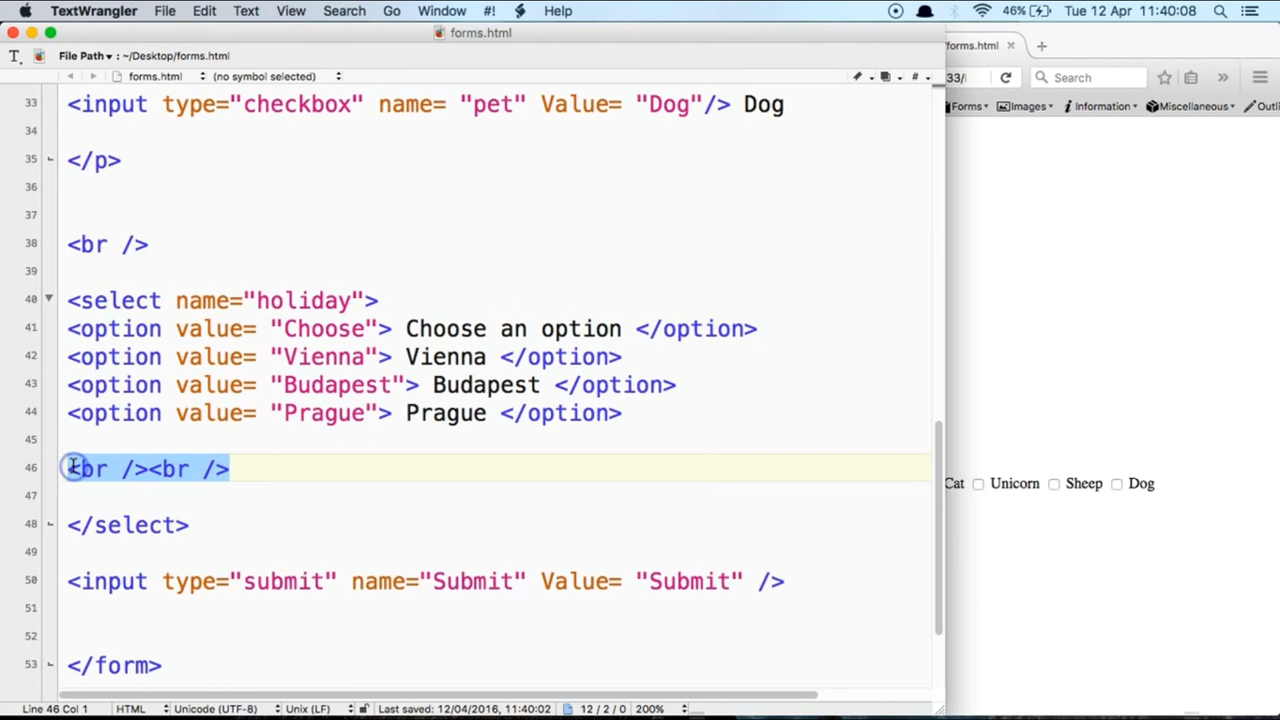 TextWrangler File Edit Text View Search Go Window #! Help 46% Tue 12 Apr 11:40:08
forms.html
forms.html
File Path : ~/Desktop/forms.html
forms.html (no symbol selected) #
33/ Search
Forms Images Information Miscellaneous Outli
33 <input type="checkbox" name= "pet" Value= "Dog"/> Dog
34
35 </p>
36
37
38 <br />
39
40 <select name="holiday">
41 <option value= "Choose"> Choose an option </option>
42 <option value= "Vienna"> Vienna </option>
43 <option value= "Budapest"> Budapest </option>
44 <option value= "Prague"> Prague </option>
45
46 <br /><br />
47
48 </select>
49
50 <input type="submit" name="Submit" Value= "Submit" />
51
52
53 </form>
Cat Unicorn Sheep Dog
Line 46 Col 1 HTML Unicode (UTF-8) Unix (LF) Last saved: 12/04/2016, 11:40:02 12 / 2 / 0 200%